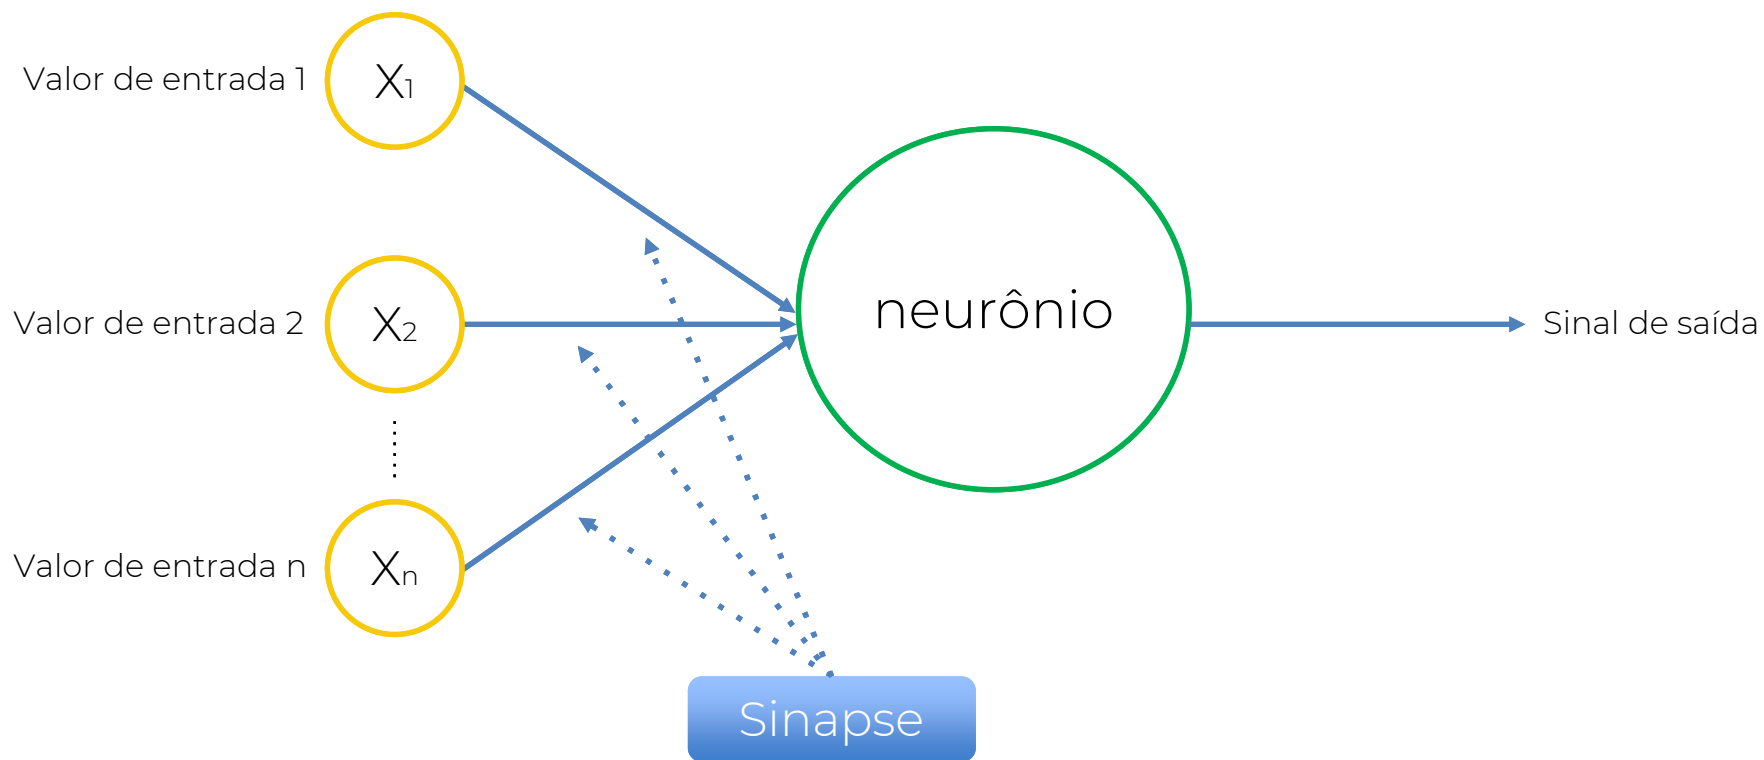 Valor de entrada 1
X₁
Valor de entrada 2
X₂
neurônio
Sinal de saída
Valor de entrada n
Xₙ
Sinapse